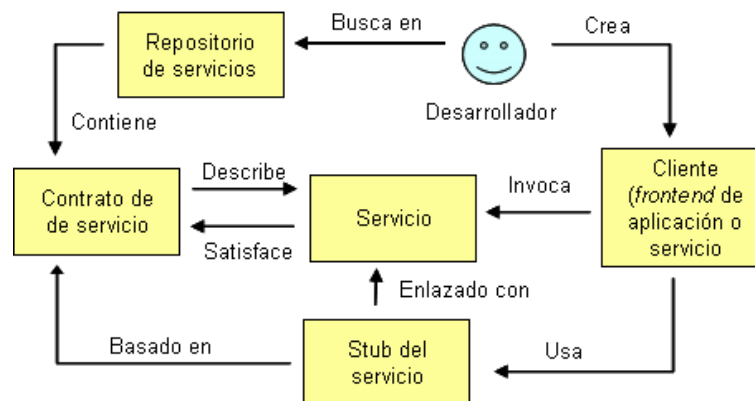 Busca en
Crea
Repositorio
de servicios
Desarrollador
Contiene
Contrato de
de servicio
Describe
Satisface
Servicio
Invoca
Cliente
(frontend de
aplicación o
servicio
Enlazado con
Basado en
Stub del
servicio
Usa